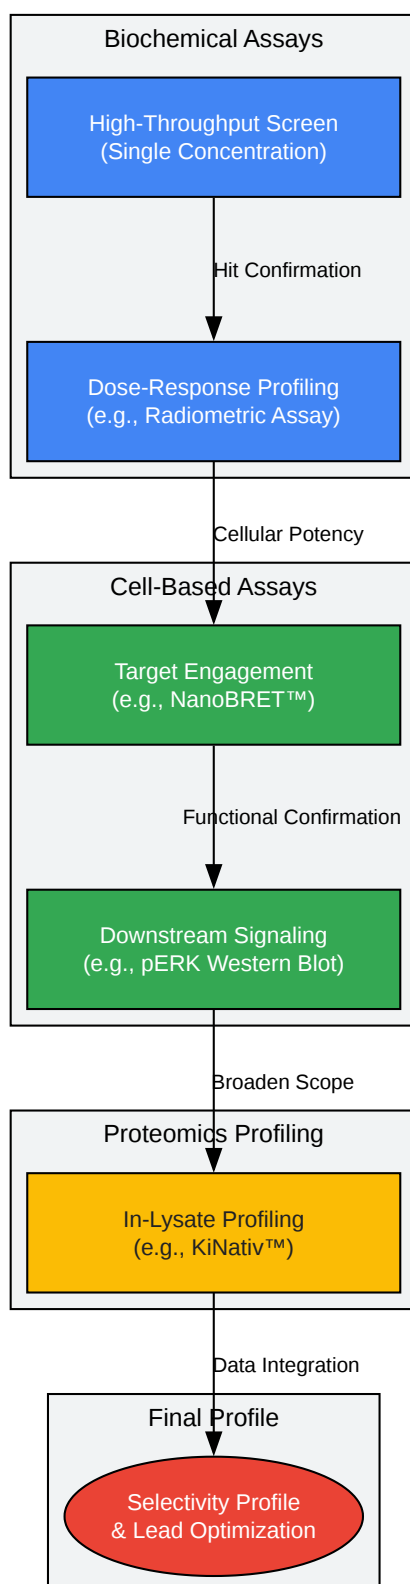 Biochemical Assays
High-Throughput Screen
(Single Concentration)
Hit Confirmation
Dose-Response Profiling
(e.g., Radiometric Assay)
Cellular Potency
Cell-Based Assays
Target Engagement
(e.g., NanoBRET™)
Functional Confirmation
Downstream Signaling
(e.g., pERK Western Blot)
Broaden Scope
Proteomics Profiling
In-Lysate Profiling
(e.g., KiNativ™)
Data Integration
Final Profile
Selectivity Profile
& Lead Optimization